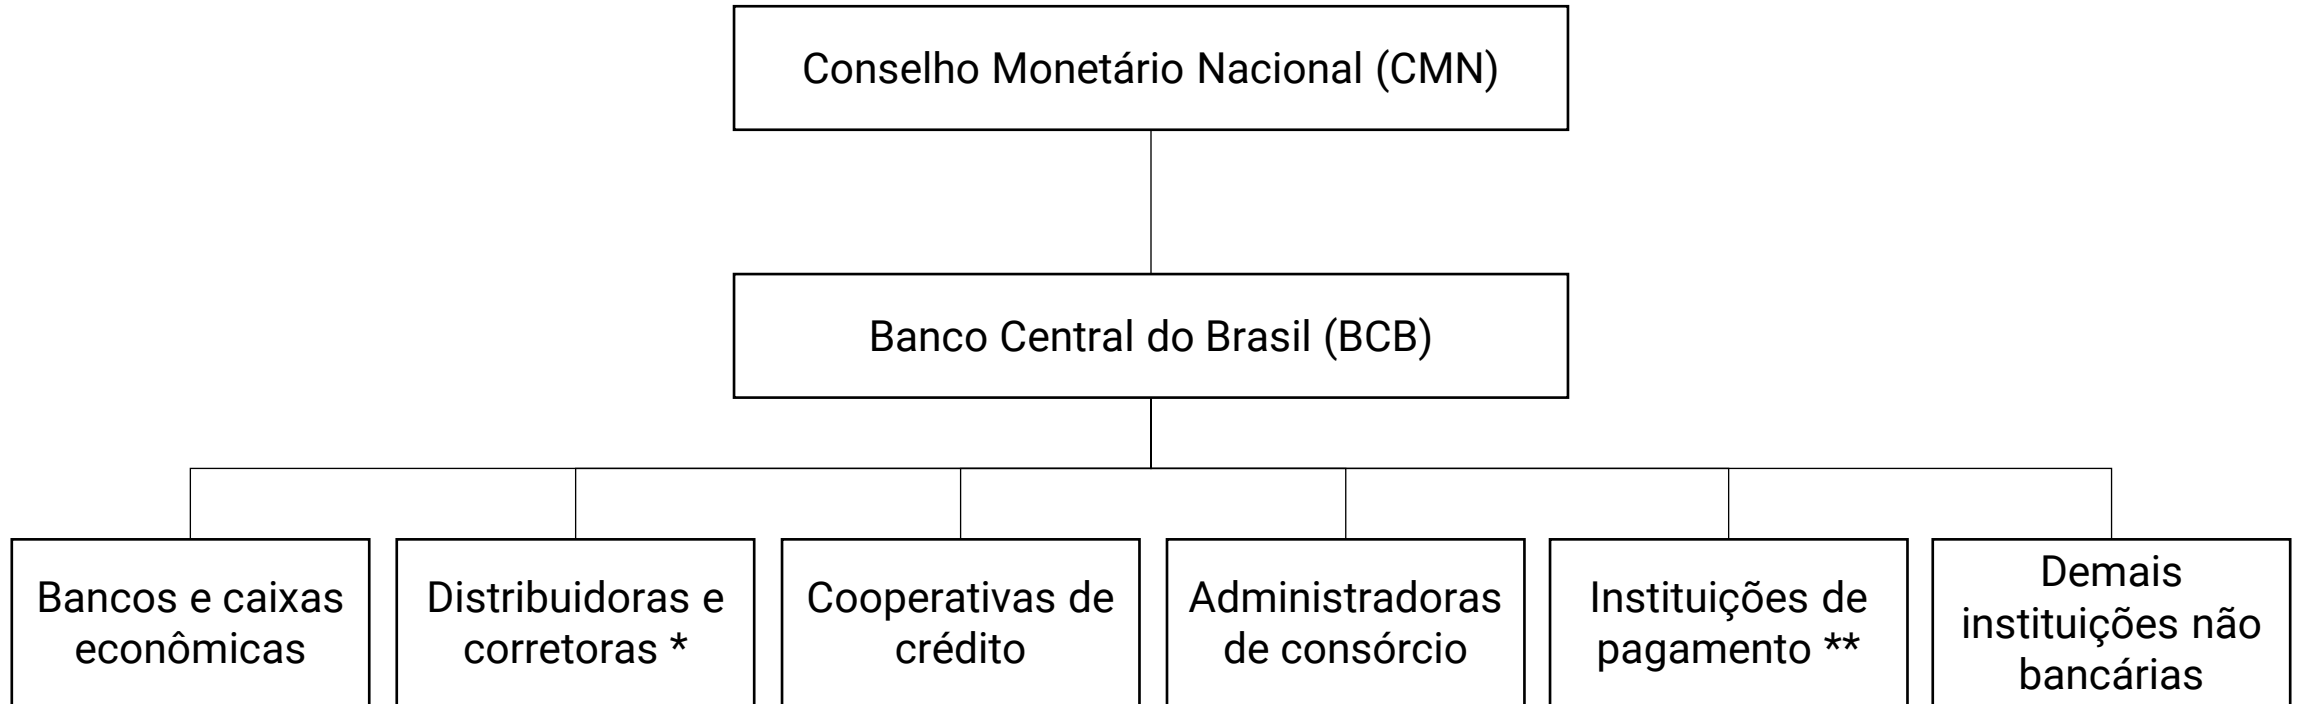 Conselho Monetário Nacional (CMN)
Banco Central do Brasil (BCB)
Bancos e caixas
econômicas
Distribuidoras e
corretoras *
Cooperativas de
crédito
Administradoras
de consórcio
Instituições de
pagamento **
Demais
instituições não
bancárias